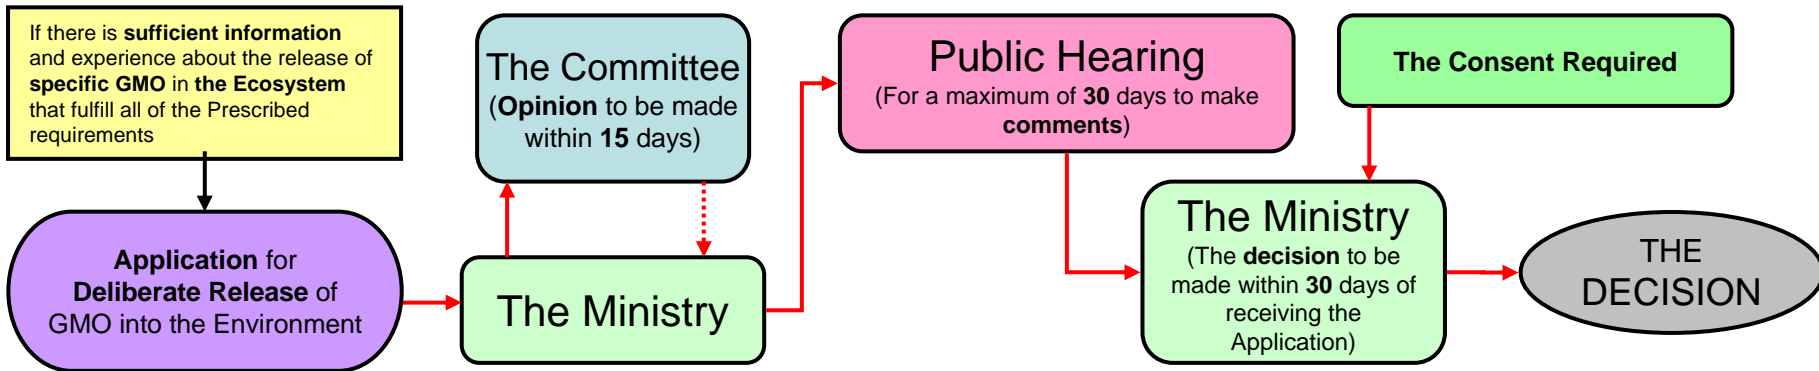 If there is sufficient information
and experience about the release of
specific GMO in the Ecosystem
that fulfill all of the Prescribed
requirements
Application for
Deliberate Release of
GMO into the Environment
The Committee
(Opinion to be made
within 15 days)
The Ministry
Public Hearing
(For a maximum of 30 days to make
comments)
The Consent Required
The Ministry
(The decision to be
made within 30 days of
receiving the
Application)
THE
DECISION